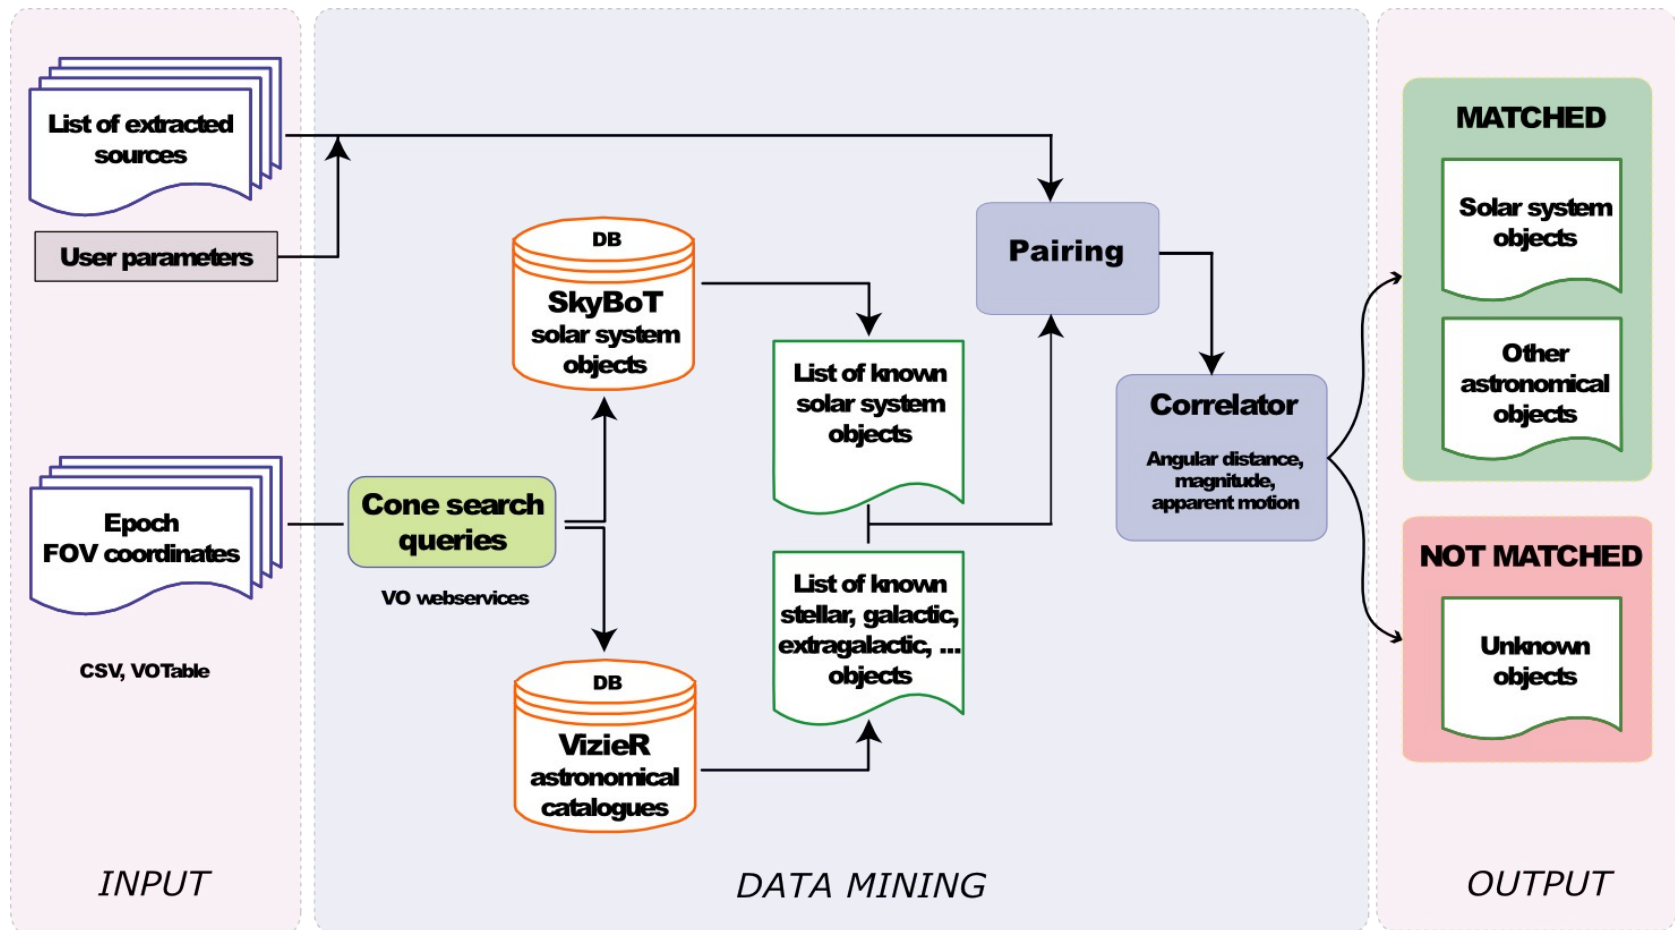 List of extracted
sources
User parameters
Epoch
FOV coordinates
CSV, VOTable
INPUT
Cone search
queries
VO webservices
DB
SkyBoT
solar system
objects
DB
VizieR
astronomical
catalogues
List of known
solar system
objects
List of known
stellar, galactic,
extragalactic, ...
objects
Pairing
Correlator
Angular distance,
magnitude,
apparent motion
DATA MINING
MATCHED
Solar system
objects
Other
astronomical
objects
NOT MATCHED
Unknown
objects
OUTPUT